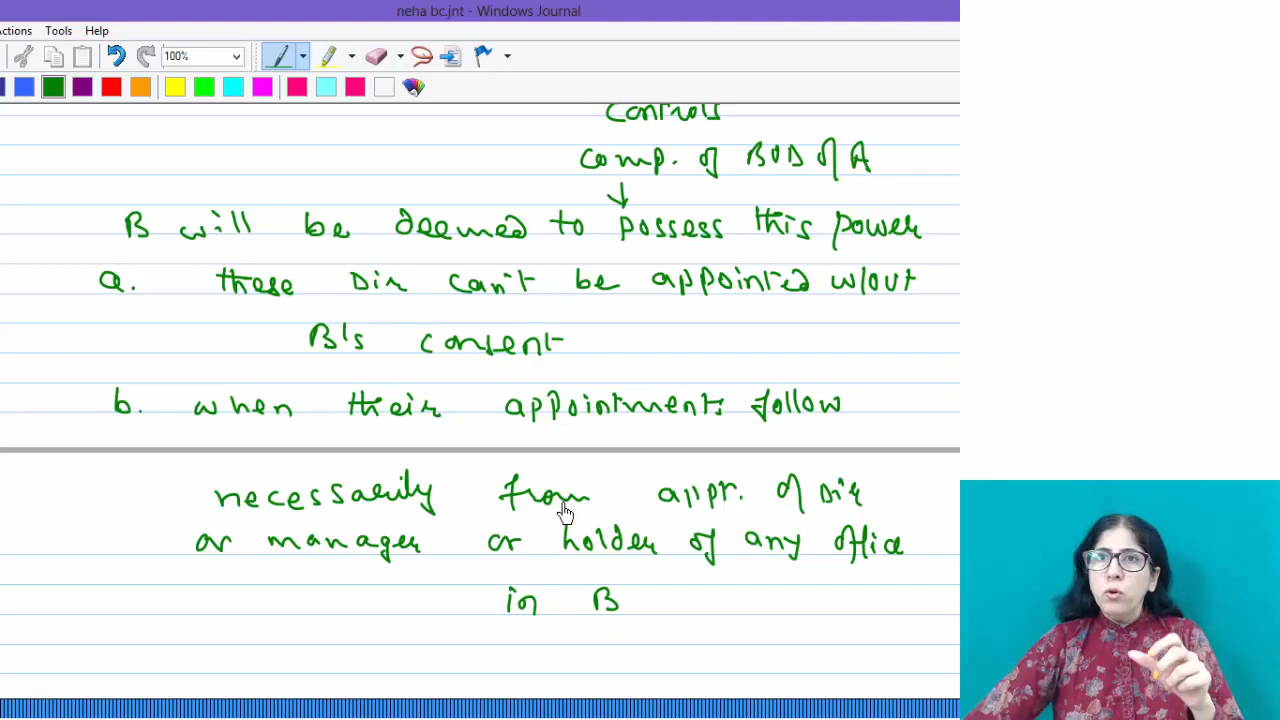 neha bc.jnt - Windows Journal
Actions Tools Help
100%
Controls
comp. of BOD of A
B will be deemed to possess this power
a. these Dir can't be appointed w/out
B's consent
b. when their appointments follow
necessarily from appt. of Dir
or manager or holder of any office
in B